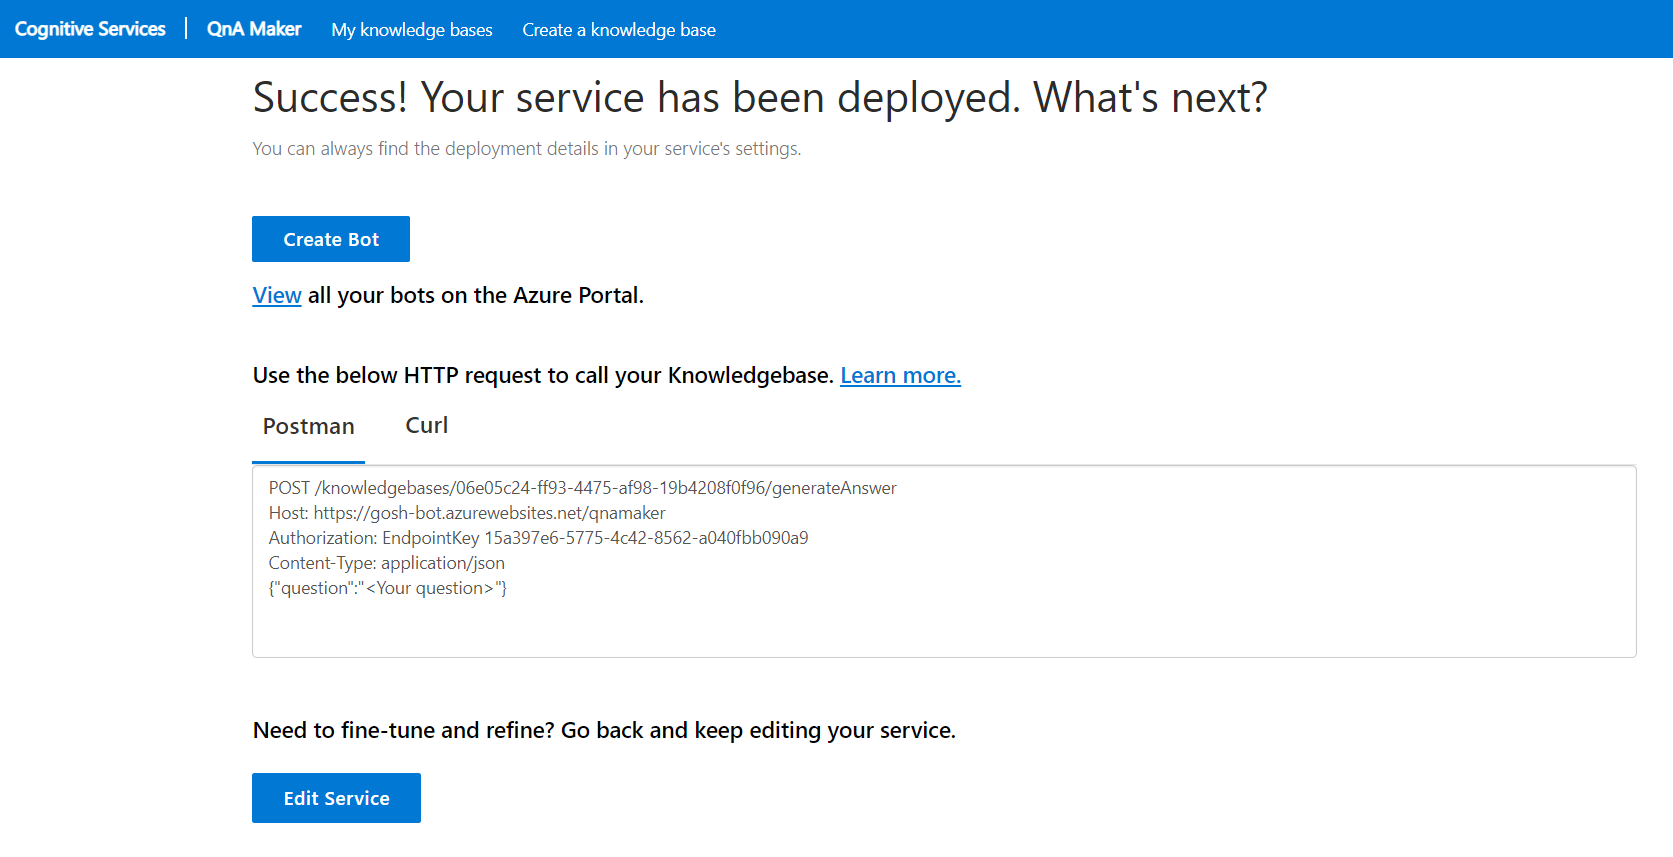 Cognitive Services | QnA Maker My knowledge bases Create a knowledge base
Success! Your service has been deployed. What's next?
You can always find the deployment details in your service's settings.
Create Bot
View all your bots on the Azure Portal.
Use the below HTTP request to call your Knowledgebase. Learn more.
Postman Curl
POST /knowledgebases/06e05c24-ff93-4475-af98-19b4208f0f96/generateAnswer
Host: https://gosh-bot.azurewebsites.net/qnamaker
Authorization: EndpointKey 15a397e6-5775-4c42-8562-a040fbb090a9
Content-Type: application/json
{"question":"<Your question>"}
Need to fine-tune and refine? Go back and keep editing your service.
Edit Service